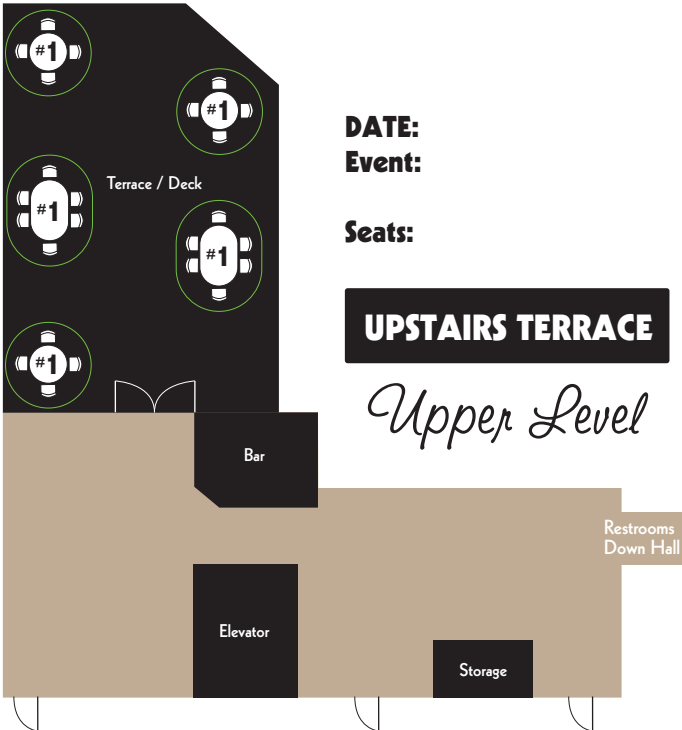 #1
#1
DATE:
Event:
Terrace / Deck
#1
Seats:
#1
UPSTAIRS TERRACE
#1
Upper Level
Bar
Restrooms
Down Hall
Elevator
Storage